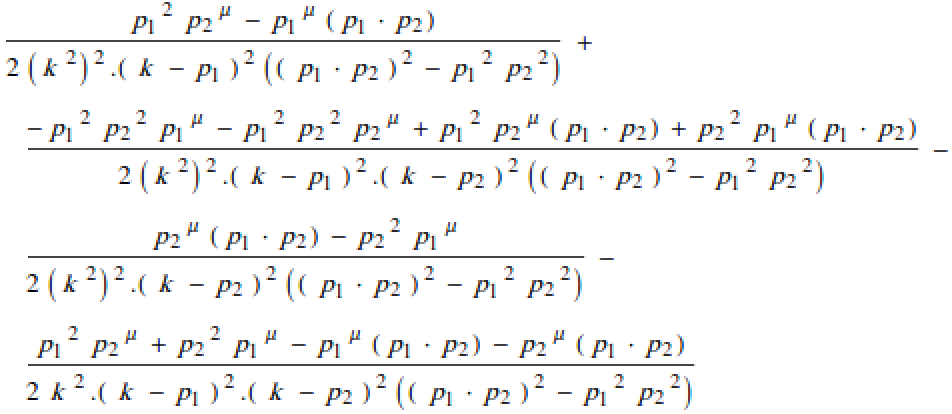 p₁² p₂^μ − p₁^μ (p₁ · p₂)
2 (k²)².(k − p₁)² ((p₁ · p₂)² − p₁² p₂²) +
− p₁² p₂² p₁^μ − p₁² p₂² p₂^μ + p₁² p₂^μ (p₁ · p₂) + p₂² p₁^μ (p₁ · p₂)
2 (k²)².(k − p₁)².(k − p₂)² ((p₁ · p₂)² − p₁² p₂²) −
p₂^μ (p₁ · p₂) − p₂² p₁^μ
2 (k²)².(k − p₂)² ((p₁ · p₂)² − p₁² p₂²) −
p₁² p₂^μ + p₂² p₁^μ − p₁^μ (p₁ · p₂) − p₂^μ (p₁ · p₂)
2 k².(k − p₁)².(k − p₂)² ((p₁ · p₂)² − p₁² p₂²)